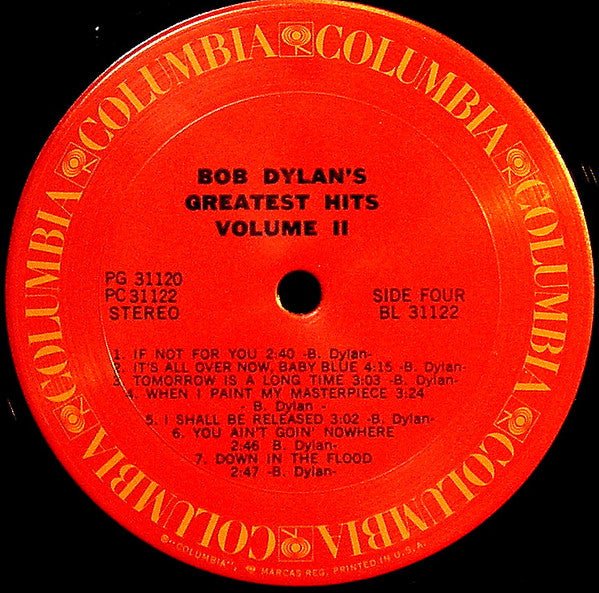 COLUMBIA COLUMBIA COLUMBIA COLUMBIA COLUMBIA COLUMBIA
BOB DYLAN'S
GREATEST HITS
VOLUME II
PG 31120
PC 31122
STEREO
SIDE FOUR
BL 31122
1. IF NOT FOR YOU 2:40 -B. Dylan-
2. IT'S ALL OVER NOW, BABY BLUE 4:15 -B. Dylan-
3. TOMORROW IS A LONG TIME 3:03 -B. Dylan-
4. WHEN I PAINT MY MASTERPIECE 3:24
- B. Dylan -
5. I SHALL BE RELEASED 3:02 -B. Dylan-
6. YOU AIN'T GOIN' NOWHERE
2:46 B. Dylan-
7. DOWN IN THE FLOOD
2:47 -B. Dylan-
"COLUMBIA", MARCAS REG. PRINTED IN U.S.A.